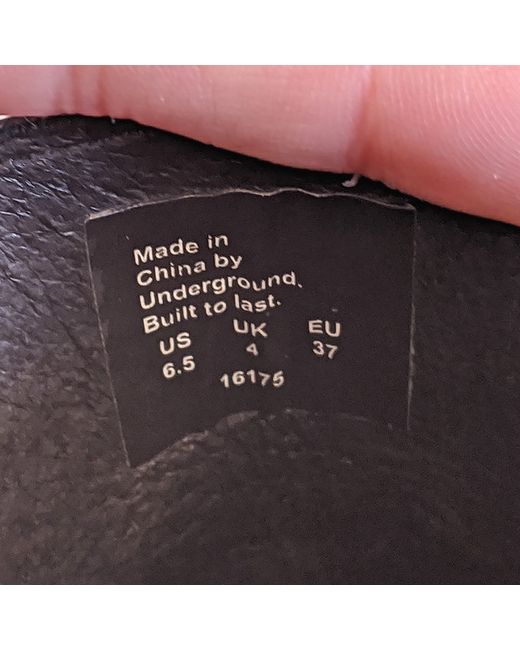 Made in
China by
Underground.
Built to last.
US UK EU
6.5 4 37
16175